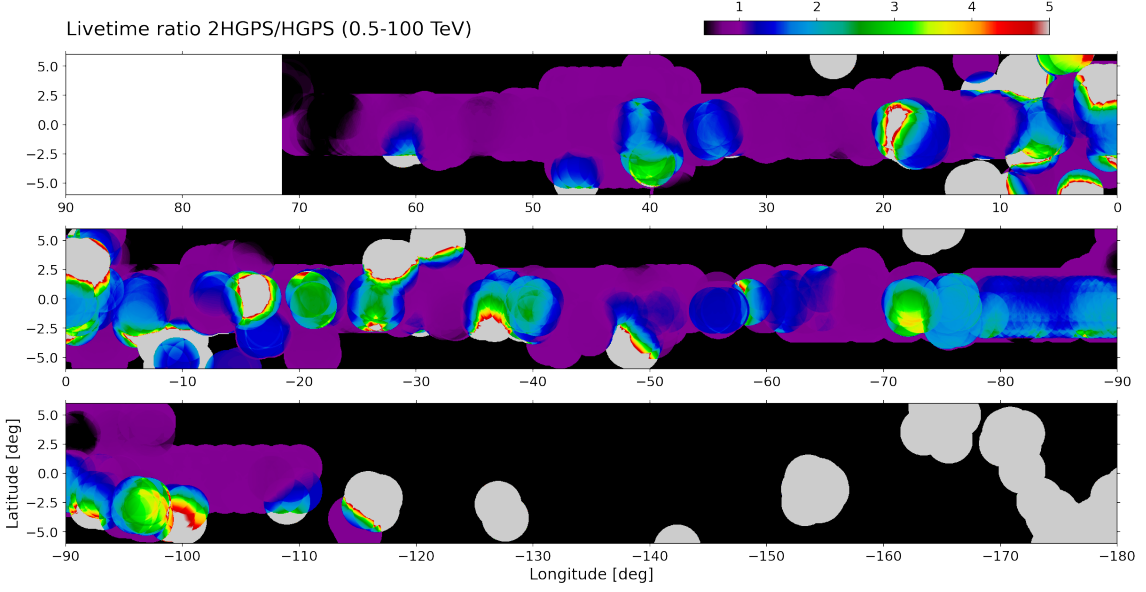 Livetime ratio 2HGPS/HGPS (0.5-100 TeV)
1 2 3 4 5
5.0
2.5
0.0
−2.5
−5.0
90 80 70 60 50 40 30 20 10 0
5.0
2.5
0.0
−2.5
−5.0
0 −10 −20 −30 −40 −50 −60 −70 −80 −90
Latitude [deg]
5.0
2.5
0.0
−2.5
−5.0
−90 −100 −110 −120 −130 −140 −150 −160 −170 −180
Longitude [deg]